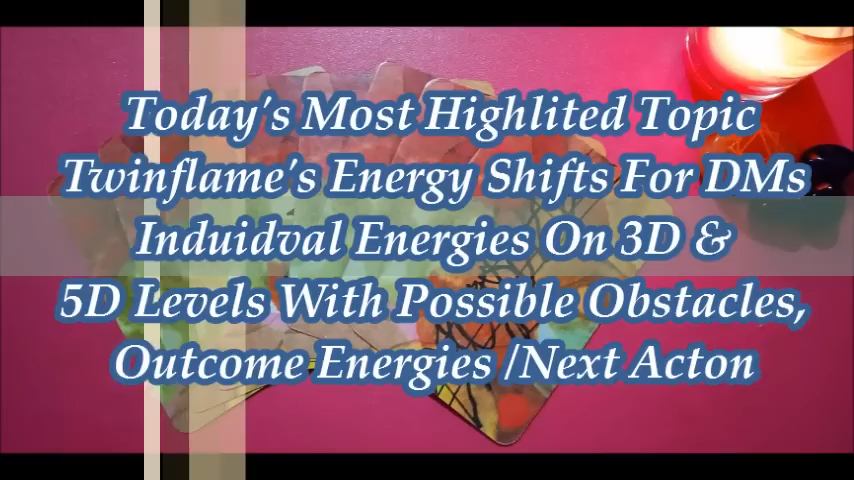 Today's Most Highlited Topic
Twinflame's Energy Shifts For DMs
Induidval Energies On 3D &
5D Levels With Possible Obstacles,
Outcome Energies /Next Acton